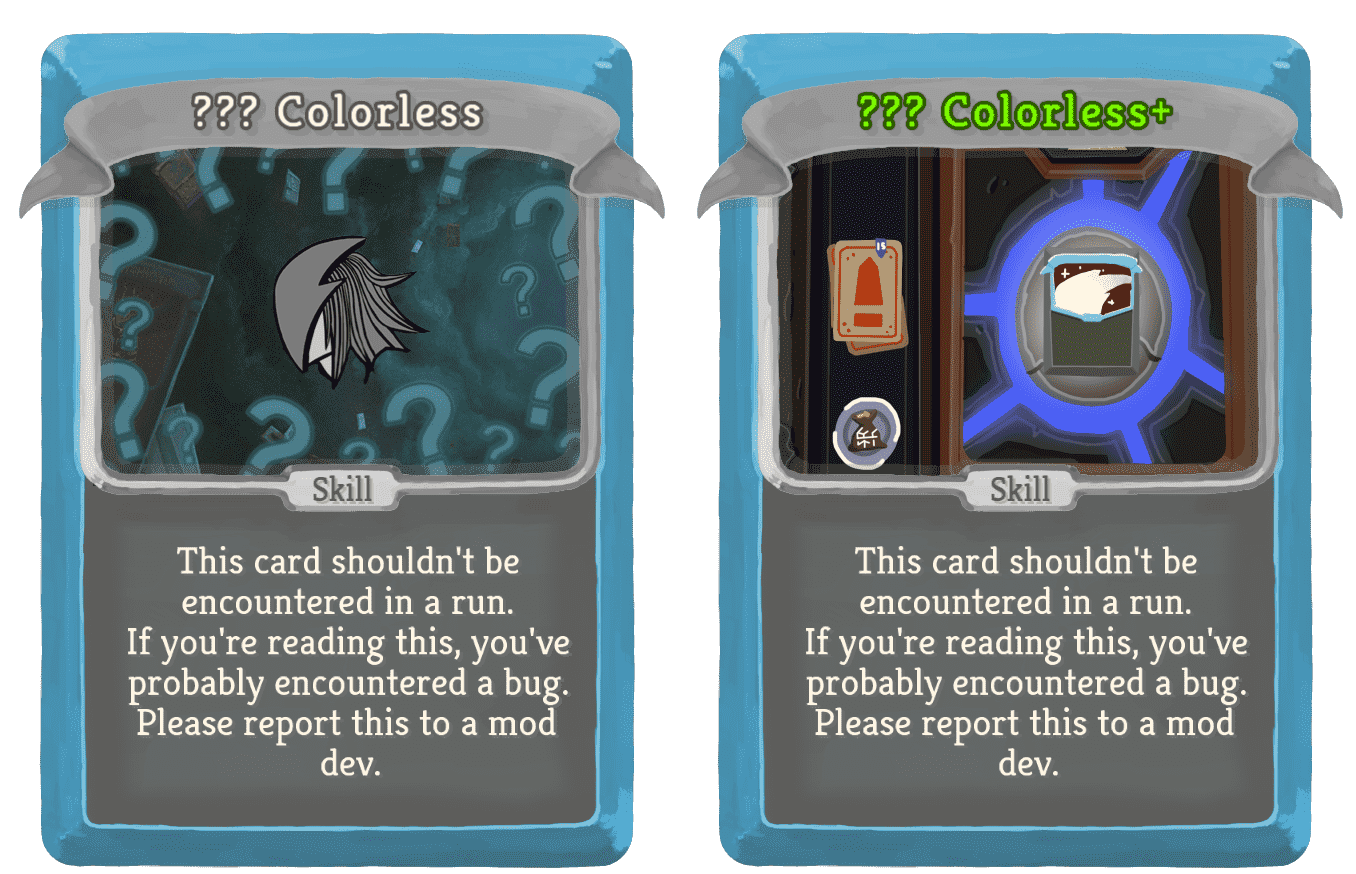 ??? Colorless
Skill
This card shouldn't be
encountered in a run.
If you're reading this, you've
probably encountered a bug.
Please report this to a mod
dev.
??? Colorless+
15
Skill
This card shouldn't be
encountered in a run.
If you're reading this, you've
probably encountered a bug.
Please report this to a mod
dev.